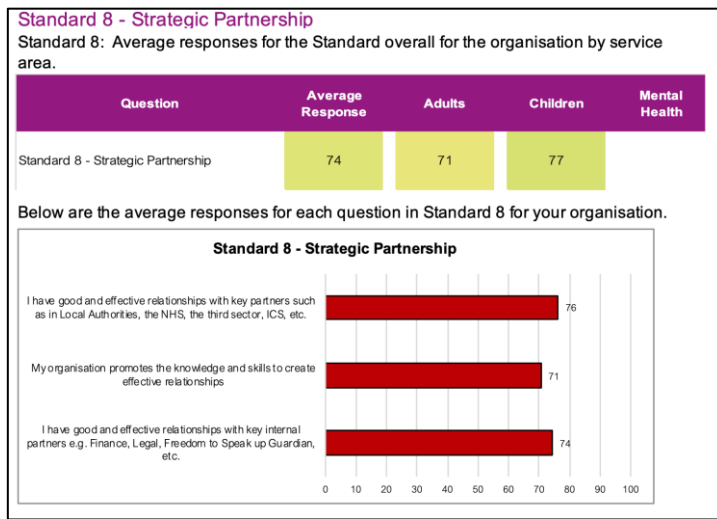 Standard 8 - Strategic Partnership
Standard 8:  Average responses for the Standard overall for the organisation by service
area.
Question
Average
Response
Adults
Children
Mental
Health
Standard 8 - Strategic Partnership
74
71
77
Below are the average responses for each question in Standard 8 for your organisation.
Standard 8 - Strategic Partnership
I have good and effective relationships with key partners such
as in Local Authorities, the NHS, the third sector, ICS, etc.
76
My organisation promotes the knowledge and skills to create
effective relationships
71
I have good and effective relationships with key internal
partners e.g. Finance, Legal, Freedom to Speak up Guardian,
etc.
74
0 10 20 30 40 50 60 70 80 90 100